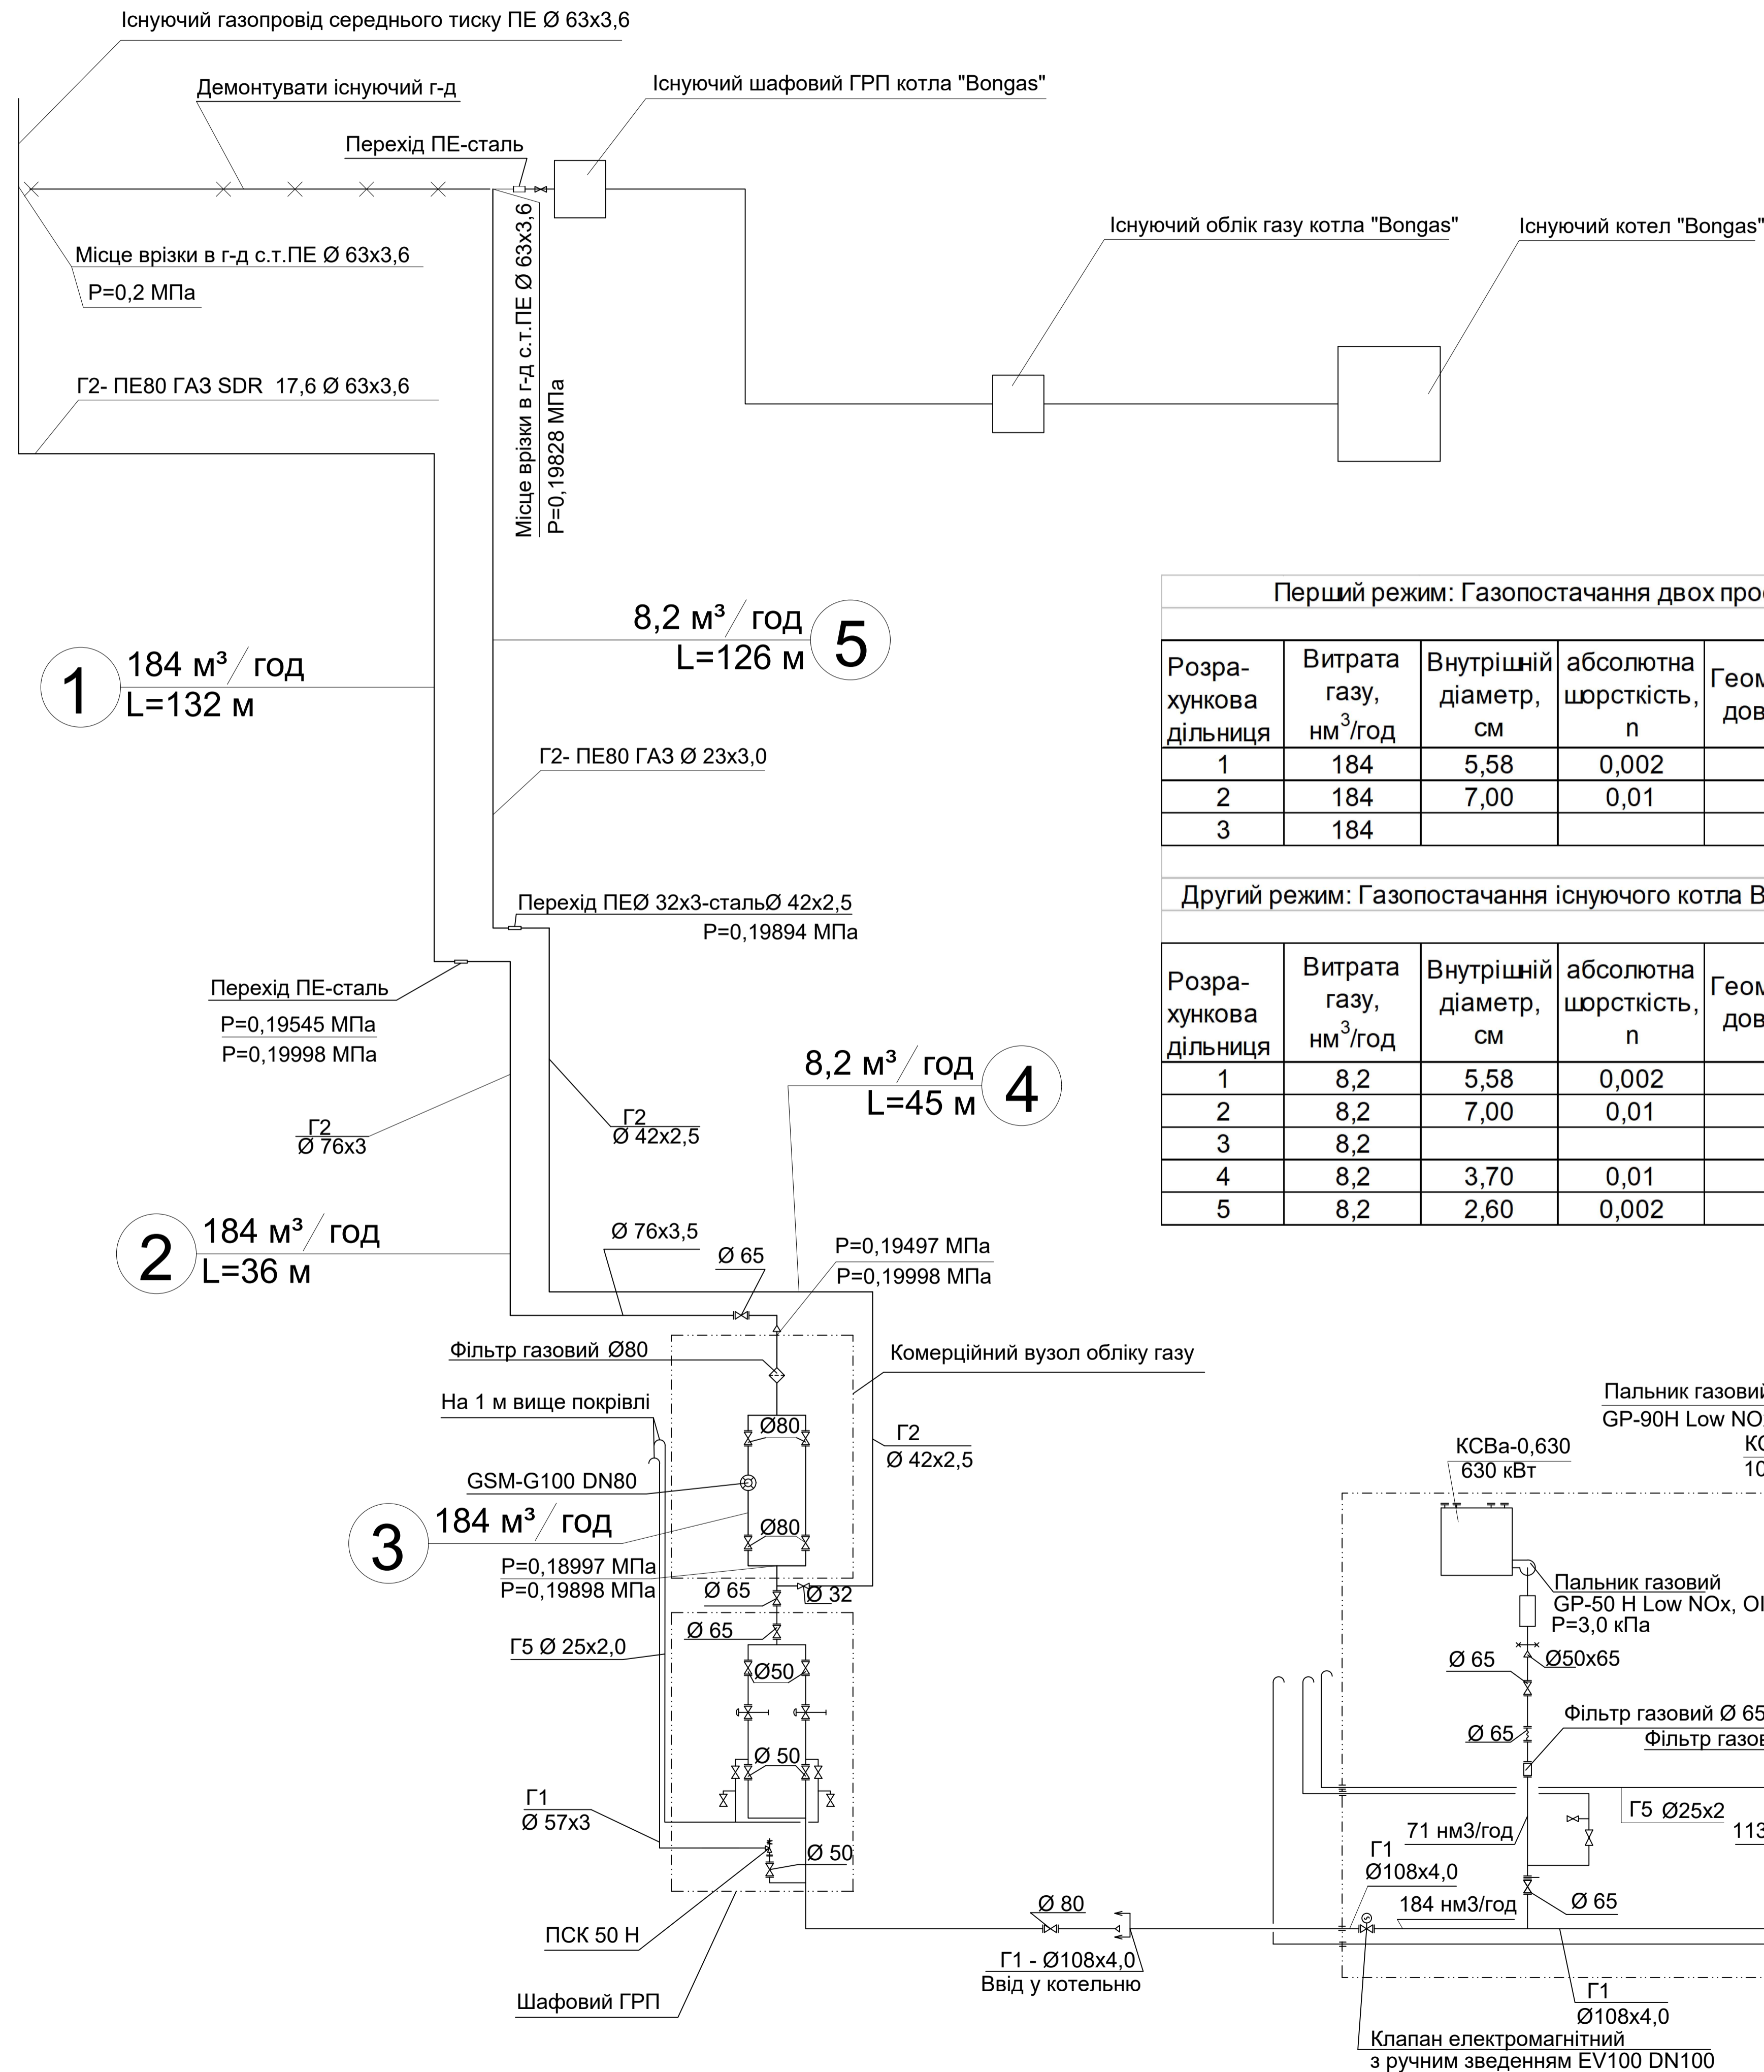 Існуючий газопровід середнього тиску ПЕ Ø 63х3,6
Демонтувати існуючий г-д
Існуючий шафовий ГРП котла "Bongas"
Перехід ПЕ-сталь
Місце врізки в г-д с.т.ПЕ Ø 63х3,6
Р=0,2 МПа
Місце врізки в г-д с.т.ПЕ Ø 63х3,6
Р=0,19828 МПа
Існуючий облік газу котла "Bongas"
Існуючий котел "Bongas"
Г2- ПЕ80 ГАЗ SDR 17,6 Ø 63х3,6
1
184 м³/год
L=132 м
8,2 м³/год
L=126 м
5
Г2- ПЕ80 ГАЗ Ø 23х3,0
Перехід ПЕØ 32х3-стальØ 42х2,5
Р=0,19894 МПа
Перехід ПЕ-сталь
Р=0,19545 МПа
Р=0,19998 МПа
Г2
Ø 76х3
Г2
Ø 42х2,5
8,2 м³/год
L=45 м
4
2
184 м³/год
L=36 м
Перший режим: Газопостачання двох про
Розра-хункова дільниця
Витрата газу, нм³/год
Внутрішній діаметр, см
абсолютна шорсткість, n
1 184 5,58 0,002
2 184 7,00 0,01
3 184
Другий режим: Газопостачання існуючого котла
Розра-хункова дільниця
Витрата газу, нм³/год
Внутрішній діаметр, см
абсолютна шорсткість, n
1 8,2 5,58 0,002
2 8,2 7,00 0,01
3 8,2
4 8,2 3,70 0,01
5 8,2 2,60 0,002
Ø 76х3,5
Ø 65
Р=0,19497 МПа
Р=0,19998 МПа
Фільтр газовий Ø80
Комерційний вузол обліку газу
На 1 м вище покрівлі
Ø80
Г2
Ø 42х2,5
GSM-G100 DN80
3
184 м³/год
Ø80
Р=0,18997 МПа
Р=0,19898 МПа
Ø 65
Ø 32
Ø 65
Г5 Ø 25х2,0
Ø50
Ø 50
Г1
Ø 57х3
Ø 50
ПСК 50 Н
Шафовий ГРП
Ø 80
Г1 - Ø108х4,0
Ввід у котельню
Пальник газовий
GP-90H Low
КСВа-0,630
630 кВт
Пальник газовий
GP-50 H Low NOx,
Р=3,0 кПа
Ø 65
Ø50х65
Фільтр газовий Ø 65
Ø 65
Фільтр
Г5 Ø25х2
71 нм3/год
113
Г1
Ø108х4,0
184 нм3/год
Ø 65
Г1
Ø108х4,0
Клапан електромагнітний
з ручним зведенням EV100 DN100